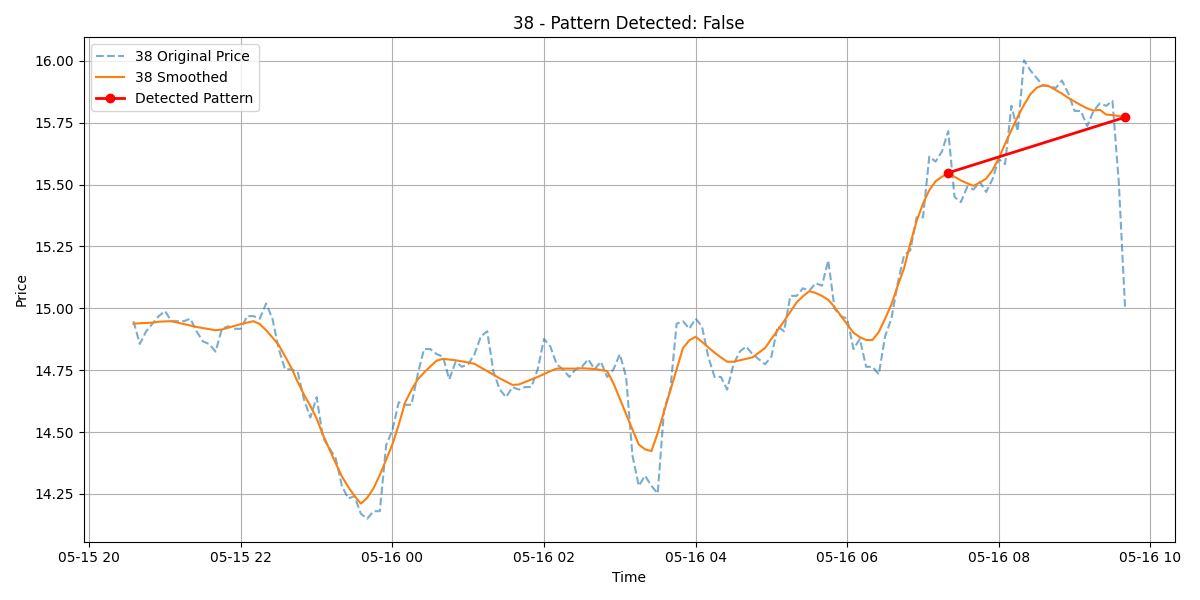 38 - Pattern Detected: False
38 Original Price
38 Smoothed
Detected Pattern
16.00
15.75
15.50
15.25
15.00
14.75
14.50
14.25
Price
05-15 20 05-15 22 05-16 00 05-16 02 05-16 04 05-16 06 05-16 08 05-16 10
Time